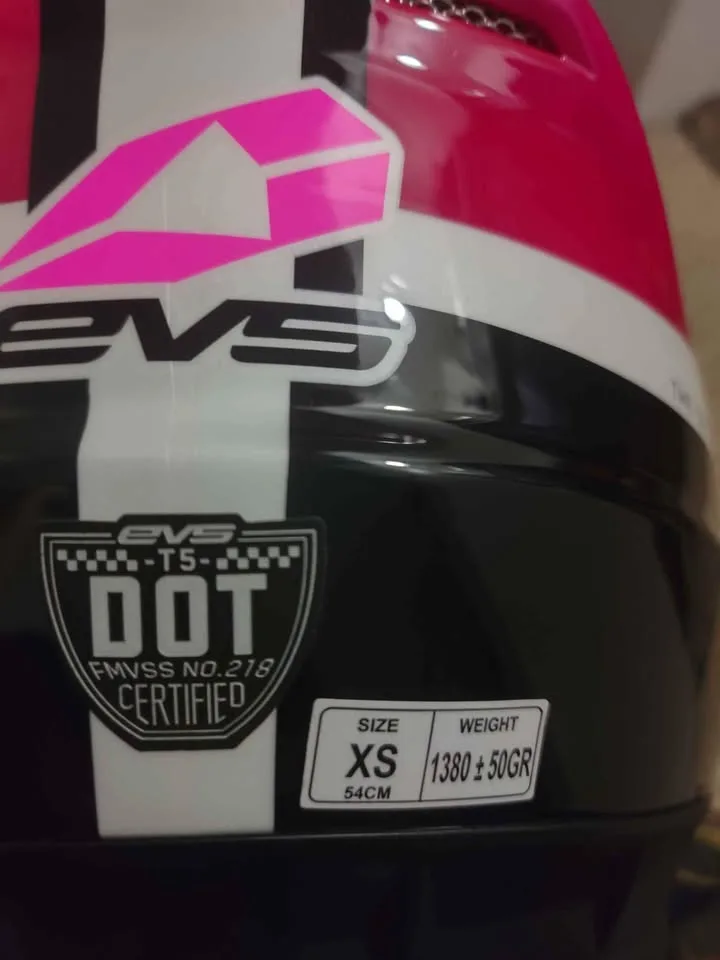 evs
evs
-T5-
DOT
FMVSS NO.218
CERTIFIED
SIZE
XS
54CM
WEIGHT
1380 ± 50GR